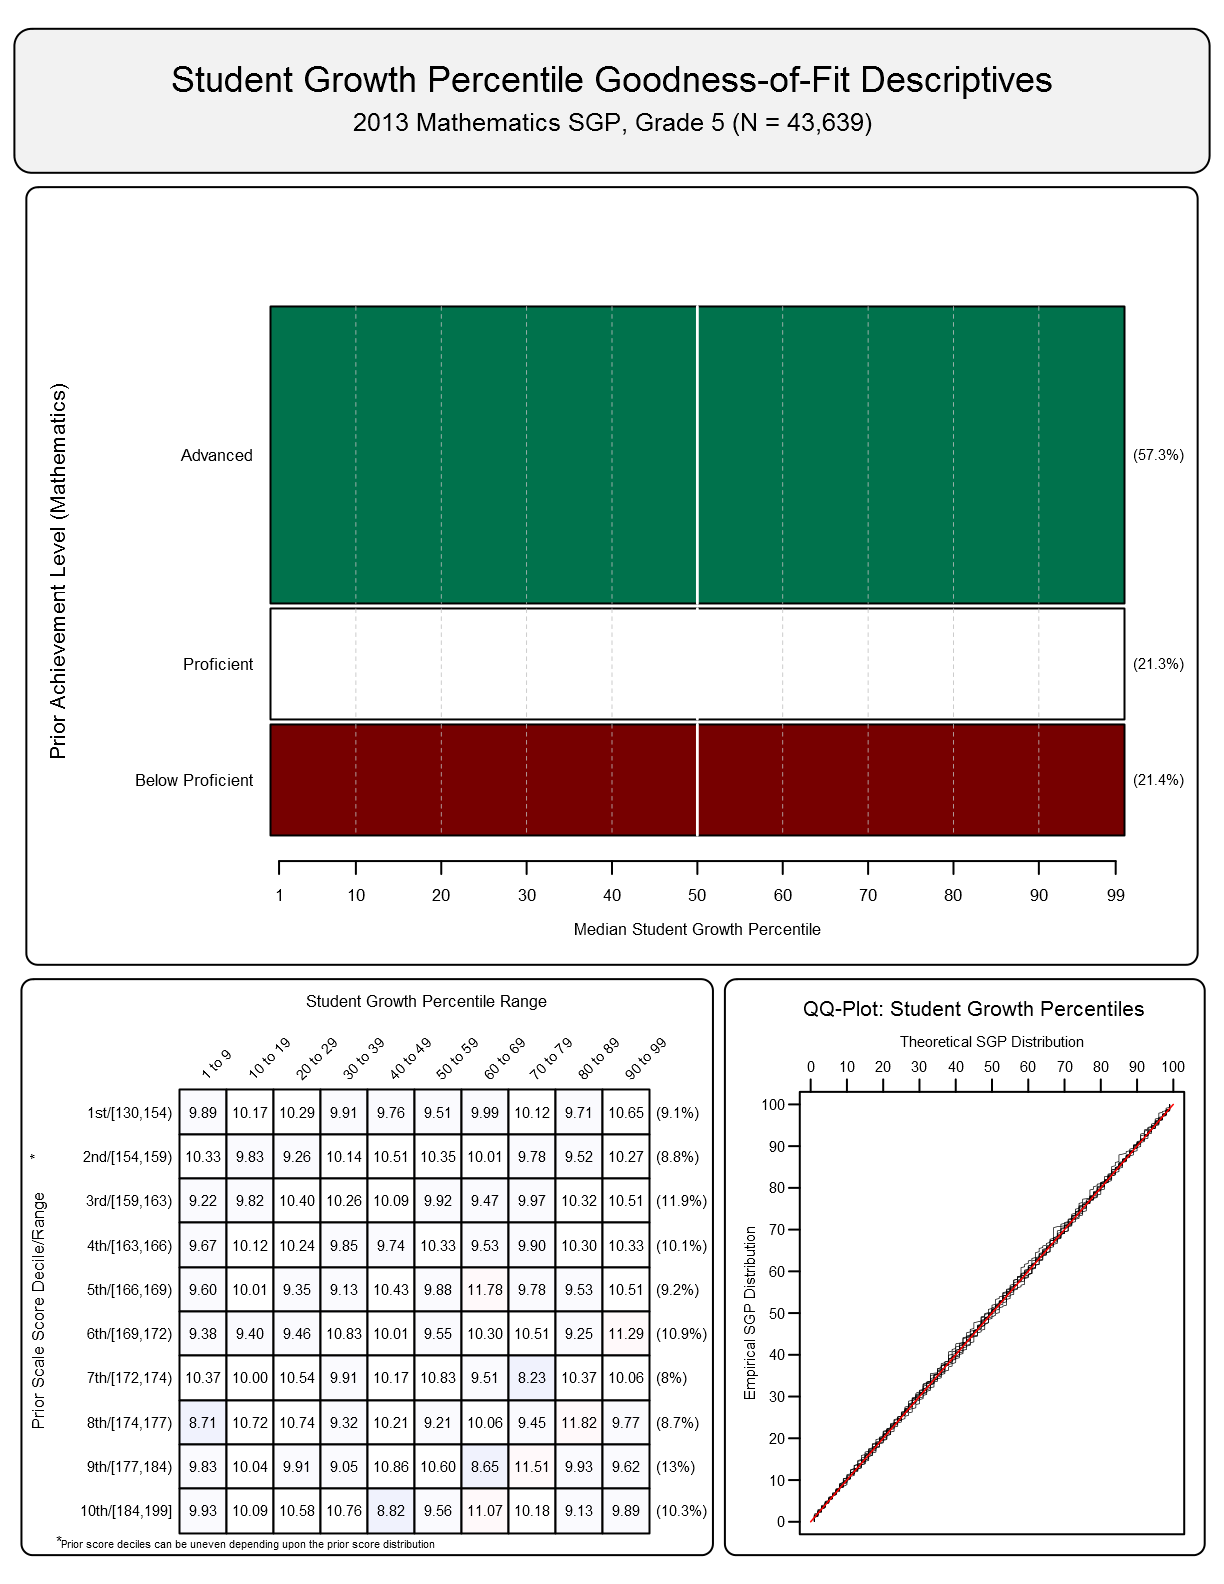 Student Growth Percentile Goodness-of-Fit Descriptives
2013 Mathematics SGP, Grade 5 (N = 43,639)
Prior Achievement Level (Mathematics)
Advanced
(57.3%)
Proficient
(21.3%)
Below Proficient
(21.4%)
1 10 20 30 40 50 60 70 80 90 99
Median Student Growth Percentile
Student Growth Percentile Range
1 to 9 10 to 19 20 to 29 30 to 39 40 to 49 50 to 59 60 to 69 70 to 79 80 to 89 90 to 99
Prior Scale Score Decile/Range *
1st/[130,154) 9.89 10.17 10.29 9.91 9.76 9.51 9.99 10.12 9.71 10.65 (9.1%)
2nd/[154,159) 10.33 9.83 9.26 10.14 10.51 10.35 10.01 9.78 9.52 10.27 (8.8%)
3rd/[159,163) 9.22 9.82 10.40 10.26 10.09 9.92 9.47 9.97 10.32 10.51 (11.9%)
4th/[163,166) 9.67 10.12 10.24 9.85 9.74 10.33 9.53 9.90 10.30 10.33 (10.1%)
5th/[166,169) 9.60 10.01 9.35 9.13 10.43 9.88 11.78 9.78 9.53 10.51 (9.2%)
6th/[169,172) 9.38 9.40 9.46 10.83 10.01 9.55 10.30 10.51 9.25 11.29 (10.9%)
7th/[172,174) 10.37 10.00 10.54 9.91 10.17 10.83 9.51 8.23 10.37 10.06 (8%)
8th/[174,177) 8.71 10.72 10.74 9.32 10.21 9.21 10.06 9.45 11.82 9.77 (8.7%)
9th/[177,184) 9.83 10.04 9.91 9.05 10.86 10.60 8.65 11.51 9.93 9.62 (13%)
10th/[184,199] 9.93 10.09 10.58 10.76 8.82 9.56 11.07 10.18 9.13 9.89 (10.3%)
*Prior score deciles can be uneven depending upon the prior score distribution
QQ-Plot: Student Growth Percentiles
Theoretical SGP Distribution
0 10 20 30 40 50 60 70 80 90 100
Empirical SGP Distribution
100
90
80
70
60
50
40
30
20
10
0